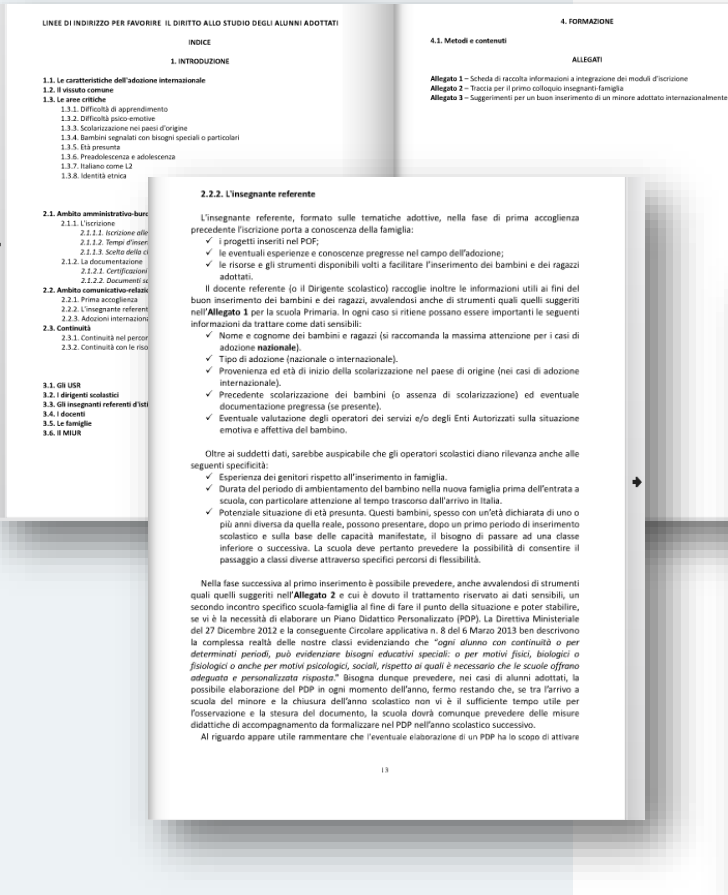 LINEE DI INDIRIZZO PER FAVORIRE IL DIRITTO ALLO STUDIO DEGLI ALUNNI ADOTTATI
INDICE
1. INTRODUZIONE
1.1. Le caratteristiche dell'adozione internazionale
1.2. Il vissuto comune
1.3. Le aree critiche
1.3.1. Difficoltà di apprendimento
1.3.2. Difficoltà psico-emotive
1.3.3. Scolarizzazione nei paesi d'origine
1.3.4. Bambini segnalati con bisogni speciali o particolari
1.3.5. Età presunta
1.3.6. Preadolescenza e adolescenza
1.3.7. Italiano come L2
1.3.8. Identità etnica
2.1. Ambito amministrativo-buro
2.1.1. L'iscrizione
2.1.1.1. Iscrizione alle
2.1.1.2. Tempi d'inser
2.1.1.3. Scelta della cl
2.1.2. La documentazione
2.1.2.1. Certificazioni
2.1.2.2. Documenti sc
2.2. Ambito comunicativo-relazio
2.2.1. Prima accoglienza
2.2.2. L'insegnante referent
2.2.3. Adozioni internaziona
2.3. Continuità
2.3.1. Continuità nel percor
2.3.2. Continuità con le riso
3.1. Gli USR
3.2. I dirigenti scolastici
3.3. Gli insegnanti referenti d'isti
3.4. I docenti
3.5. Le famiglie
3.6. Il MIUR
4. FORMAZIONE
4.1. Metodi e contenuti
ALLEGATI
Allegato 1 – Scheda di raccolta informazioni a integrazione dei moduli d'iscrizione
Allegato 2 – Traccia per il primo colloquio insegnanti-famiglia
Allegato 3 – Suggerimenti per un buon inserimento di un minore adottato internazionalmente
2.2.2. L'insegnante referente
L'insegnante referente, formato sulle tematiche adottive, nella fase di prima accoglienza
precedente l'iscrizione porta a conoscenza della famiglia:
✓ i progetti inseriti nel POF;
✓ le eventuali esperienze e conoscenze pregresse nel campo dell'adozione;
✓ le risorse e gli strumenti disponibili volti a facilitare l'inserimento dei bambini e dei ragazzi
adottati.
Il docente referente (o il Dirigente scolastico) raccoglie inoltre le informazioni utili ai fini del
buon inserimento dei bambini e dei ragazzi, avvalendosi anche di strumenti quali quelli suggeriti
nell'Allegato 1 per la scuola Primaria. In ogni caso si ritiene possano essere importanti le seguenti
informazioni da trattare come dati sensibili:
✓ Nome e cognome dei bambini e ragazzi (si raccomanda la massima attenzione per i casi di
adozione nazionale).
✓ Tipo di adozione (nazionale o internazionale).
✓ Provenienza ed età di inizio della scolarizzazione nel paese di origine (nei casi di adozione
internazionale).
✓ Precedente scolarizzazione dei bambini (o assenza di scolarizzazione) ed eventuale
documentazione pregressa (se presente).
✓ Eventuale valutazione degli operatori dei servizi e/o degli Enti Autorizzati sulla situazione
emotiva e affettiva del bambino.
Oltre ai suddetti dati, sarebbe auspicabile che gli operatori scolastici diano rilevanza anche alle
seguenti specificità:
✓ Esperienza dei genitori rispetto all'inserimento in famiglia.
✓ Durata del periodo di ambientamento del bambino nella nuova famiglia prima dell'entrata a
scuola, con particolare attenzione al tempo trascorso dall'arrivo in Italia.
✓ Potenziale situazione di età presunta. Questi bambini, spesso con un'età dichiarata di uno o
più anni diversa da quella reale, possono presentare, dopo un primo periodo di inserimento
scolastico e sulla base delle capacità manifestate, il bisogno di passare ad una classe
inferiore o successiva. La scuola deve pertanto prevedere la possibilità di consentire il
passaggio a classi diverse attraverso specifici percorsi di flessibilità.
Nella fase successiva al primo inserimento è possibile prevedere, anche avvalendosi di strumenti
quali quelli suggeriti nell'Allegato 2 e cui è dovuto il trattamento riservato ai dati sensibili, un
secondo incontro specifico scuola-famiglia al fine di fare il punto della situazione e poter stabilire,
se vi è la necessità di elaborare un Piano Didattico Personalizzato (PDP). La Direttiva Ministeriale
del 27 Dicembre 2012 e la conseguente Circolare applicativa n. 8 del 6 Marzo 2013 ben descrivono
la complessa realtà delle nostre classi evidenziando che "ogni alunno con continuità o per
determinati periodi, può evidenziare bisogni educativi speciali: o per motivi fisici, biologici o
fisiologici o anche per motivi psicologici, sociali, rispetto ai quali è necessario che le scuole offrano
adeguata e personalizzata risposta." Bisogna dunque prevedere, nei casi di alunni adottati, la
possibile elaborazione del PDP in ogni momento dell'anno, fermo restando che, se tra l'arrivo a
scuola del minore e la chiusura dell'anno scolastico non vi è il sufficiente tempo utile per
l'osservazione e la stesura del documento, la scuola dovrà comunque prevedere delle misure
didattiche di accompagnamento da formalizzare nel PDP nell'anno scolastico successivo.
Al riguardo appare utile rammentare che l'eventuale elaborazione di un PDP ha lo scopo di attivare
13